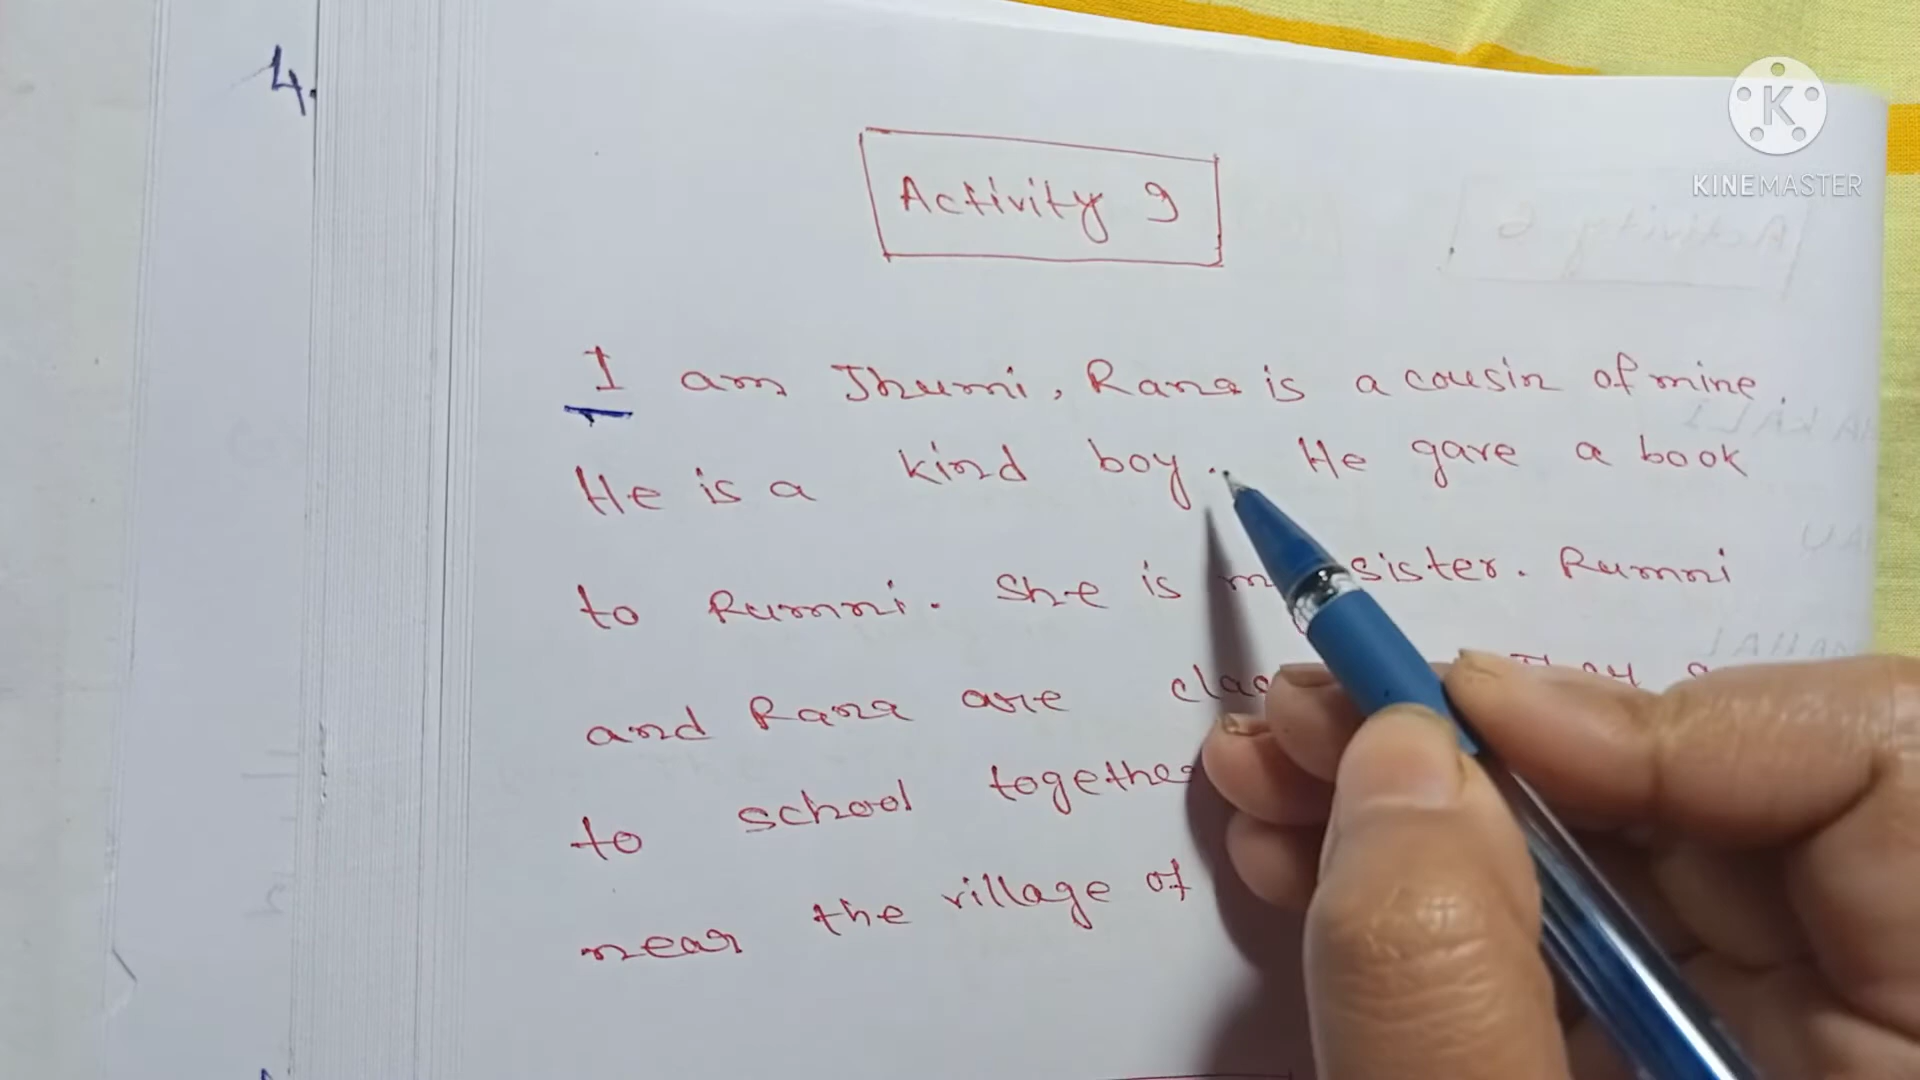 4.
KINEMASTER
Activity 9
I am Jhumi, Rana is a cousin of mine.
He is a kind boy. He gave a book
to Rumni. She is sister. Rumni
and Rana are They
to school together
near the village of